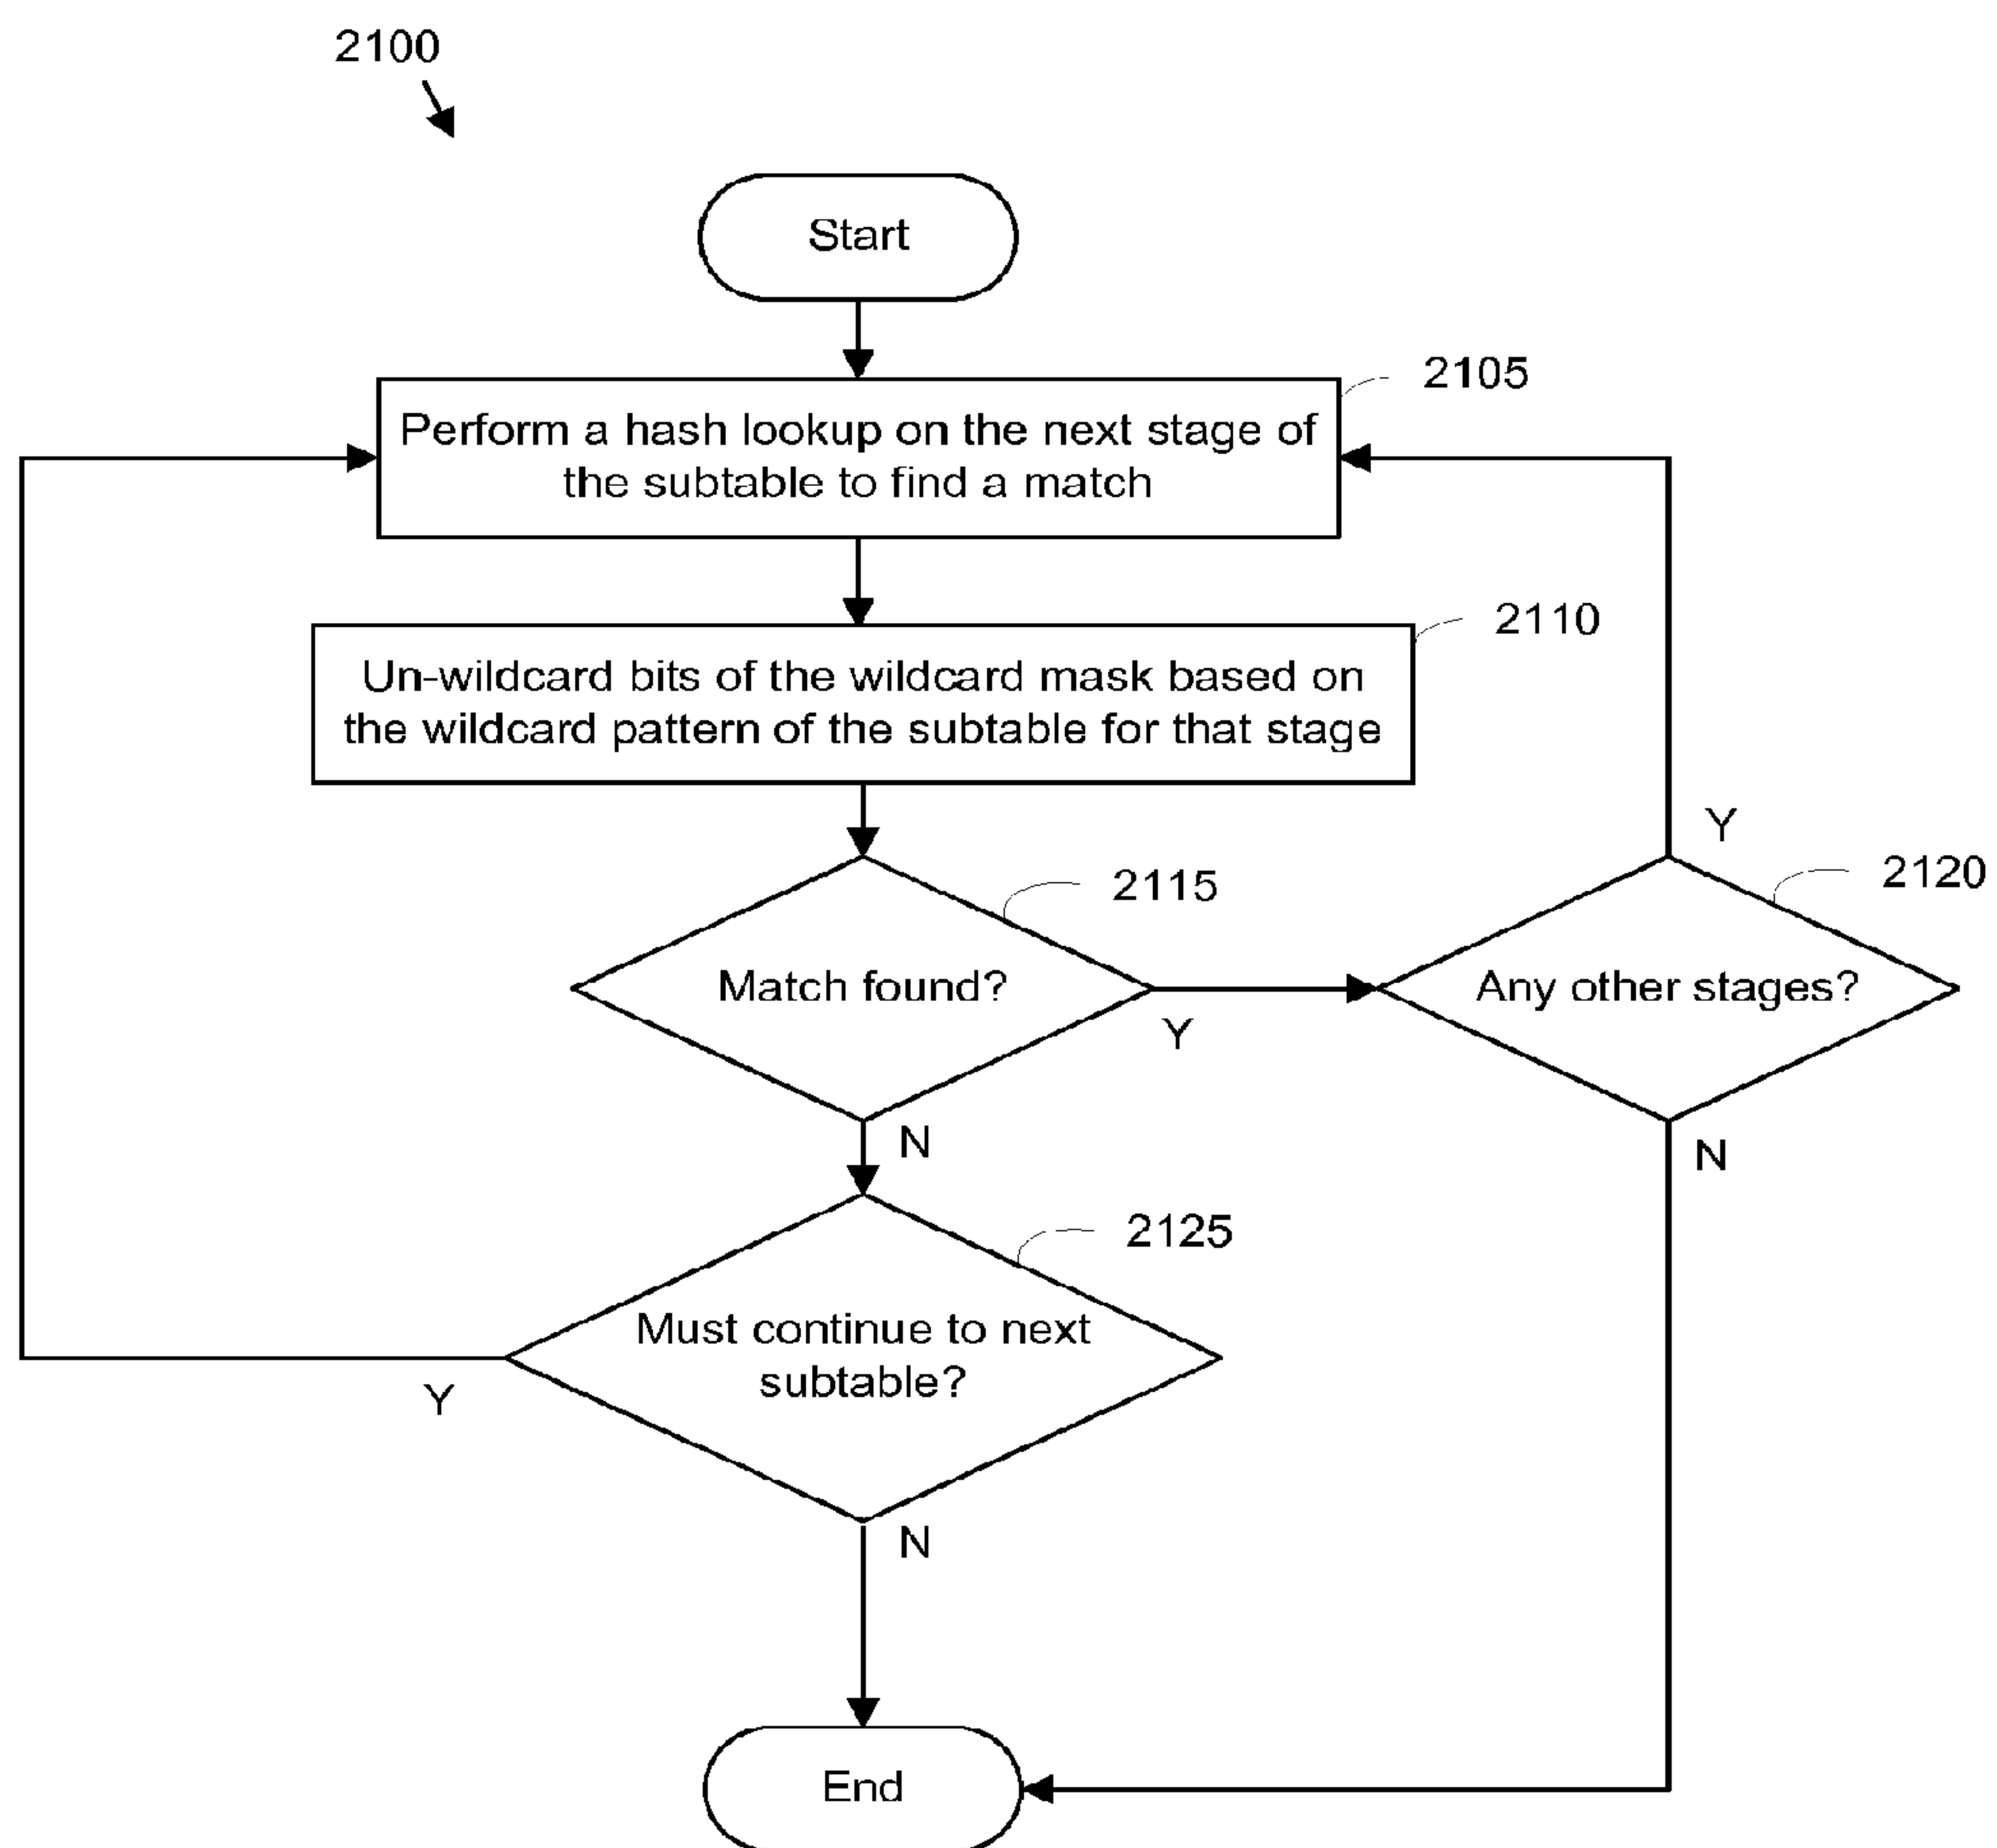 2100
Start
2105
Perform a hash lookup on the next stage of
the subtable to find a match
2110
Un-wildcard bits of the wildcard mask based on
the wildcard pattern of the subtable for that stage
Y
2115
2120
Match found?
Any other stages?
Y
N
N
2125
Must continue to next
subtable?
Y
N
End